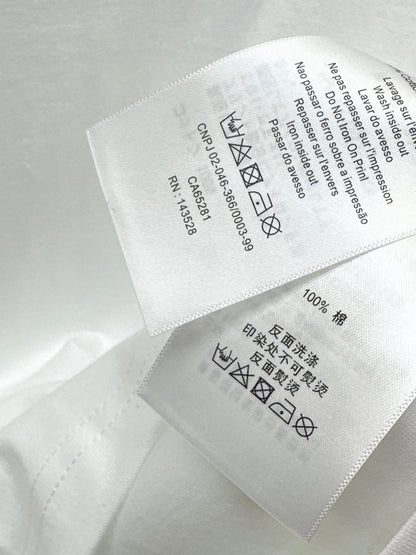 Lavage sur l'env
Wash inside out
Lavar do avesso
Do Not Iron On Print!
Ne pas repasser sur l'impression
Nao passar o ferro sobre a impressão
Repasser sur l'envers
Iron inside out
Passar do avesso
CNPJ 02-046-366/0003-99
CA65281
RN: 143528
100% 棉
反面洗涤
印染处不可熨烫
反面熨烫